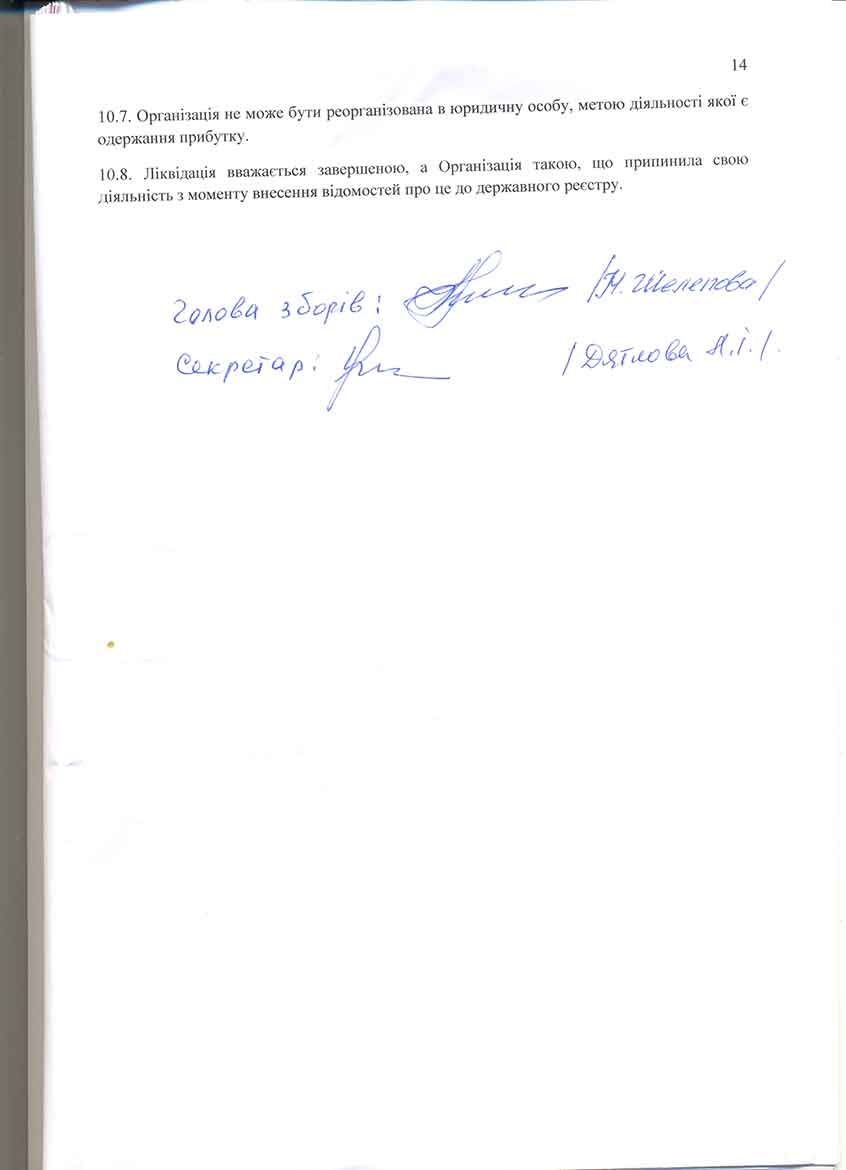 14
10.7. Організація не може бути реорганізована в юридичну особу, метою діяльності якої є
одержання прибутку.
10.8. Ліквідація вважається завершеною, а Організація такою, що припинила свою
діяльність з моменту внесення відомостей про це до державного реєстру.
Голова зборів: /Н. Шелепова/
Секретар: /Дятлова Н.І./.